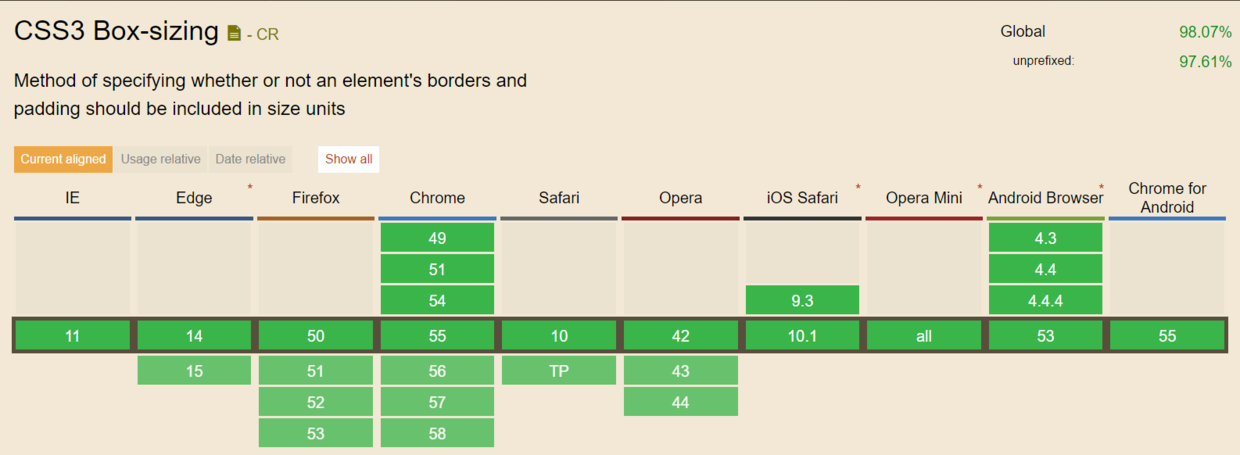 CSS3 Box-sizing - CR
Global 98.07%
unprefixed: 97.61%
Method of specifying whether or not an element's borders and
padding should be included in size units
Current aligned Usage relative Date relative Show all
IE Edge * Firefox Chrome Safari Opera iOS Safari * Opera Mini * Android Browser * Chrome for
Android
49 4.3
51 4.4
54 9.3 4.4.4
11 14 50 55 10 42 10.1 all 53 55
15 51 56 TP 43
52 57 44
53 58